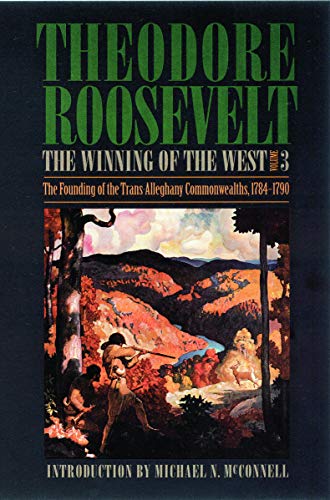 THEODORE
ROOSEVELT
THE WINNING OF THE WEST VOLUME 3
The Founding of the Trans Alleghany Commonwealths, 1784–1790
INTRODUCTION BY MICHAEL N. McCONNELL